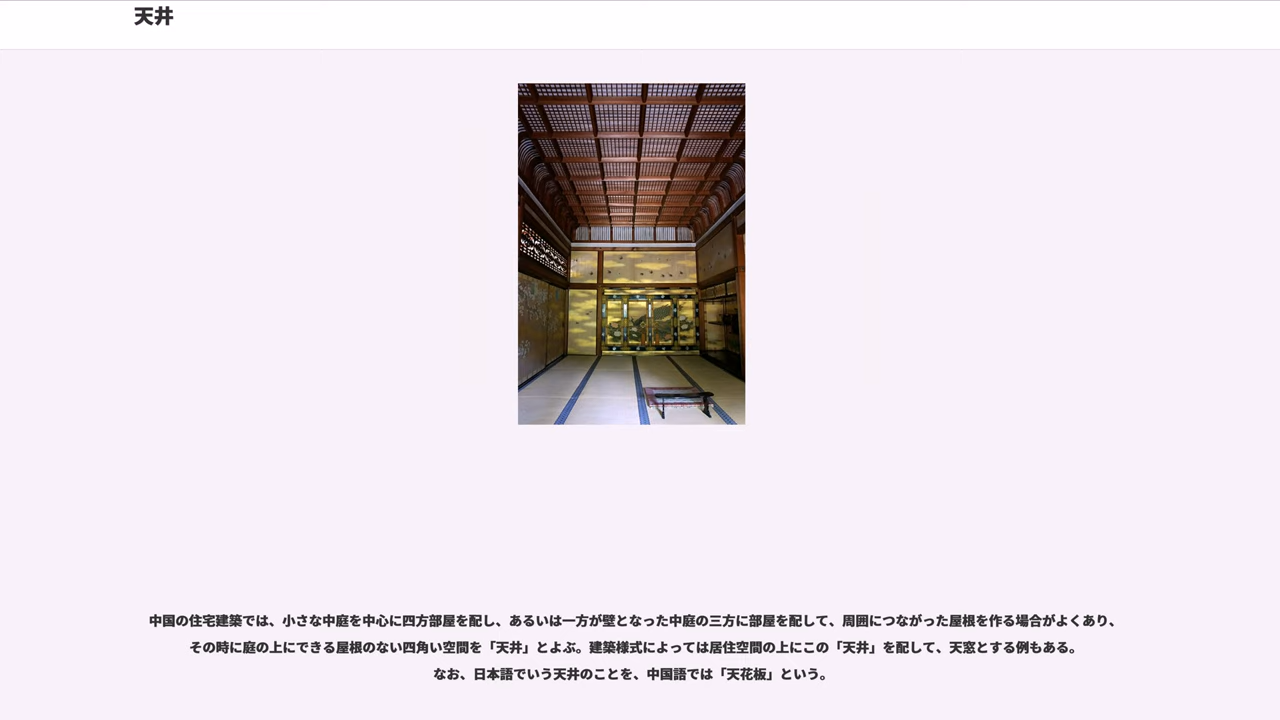 天井
中国の住宅建築では、小さな中庭を中心に四方部屋を配し、あるいは一方が壁となった中庭の三方に部屋を配して、周囲につながった屋根を作る場合がよくあり、
その時に庭の上にできる屋根のない四角い空間を「天井」とよぶ。建築様式によっては居住空間の上にこの「天井」を配して、天窓とする例もある。
なお、日本語でいう天井のことを、中国語では「天花板」という。